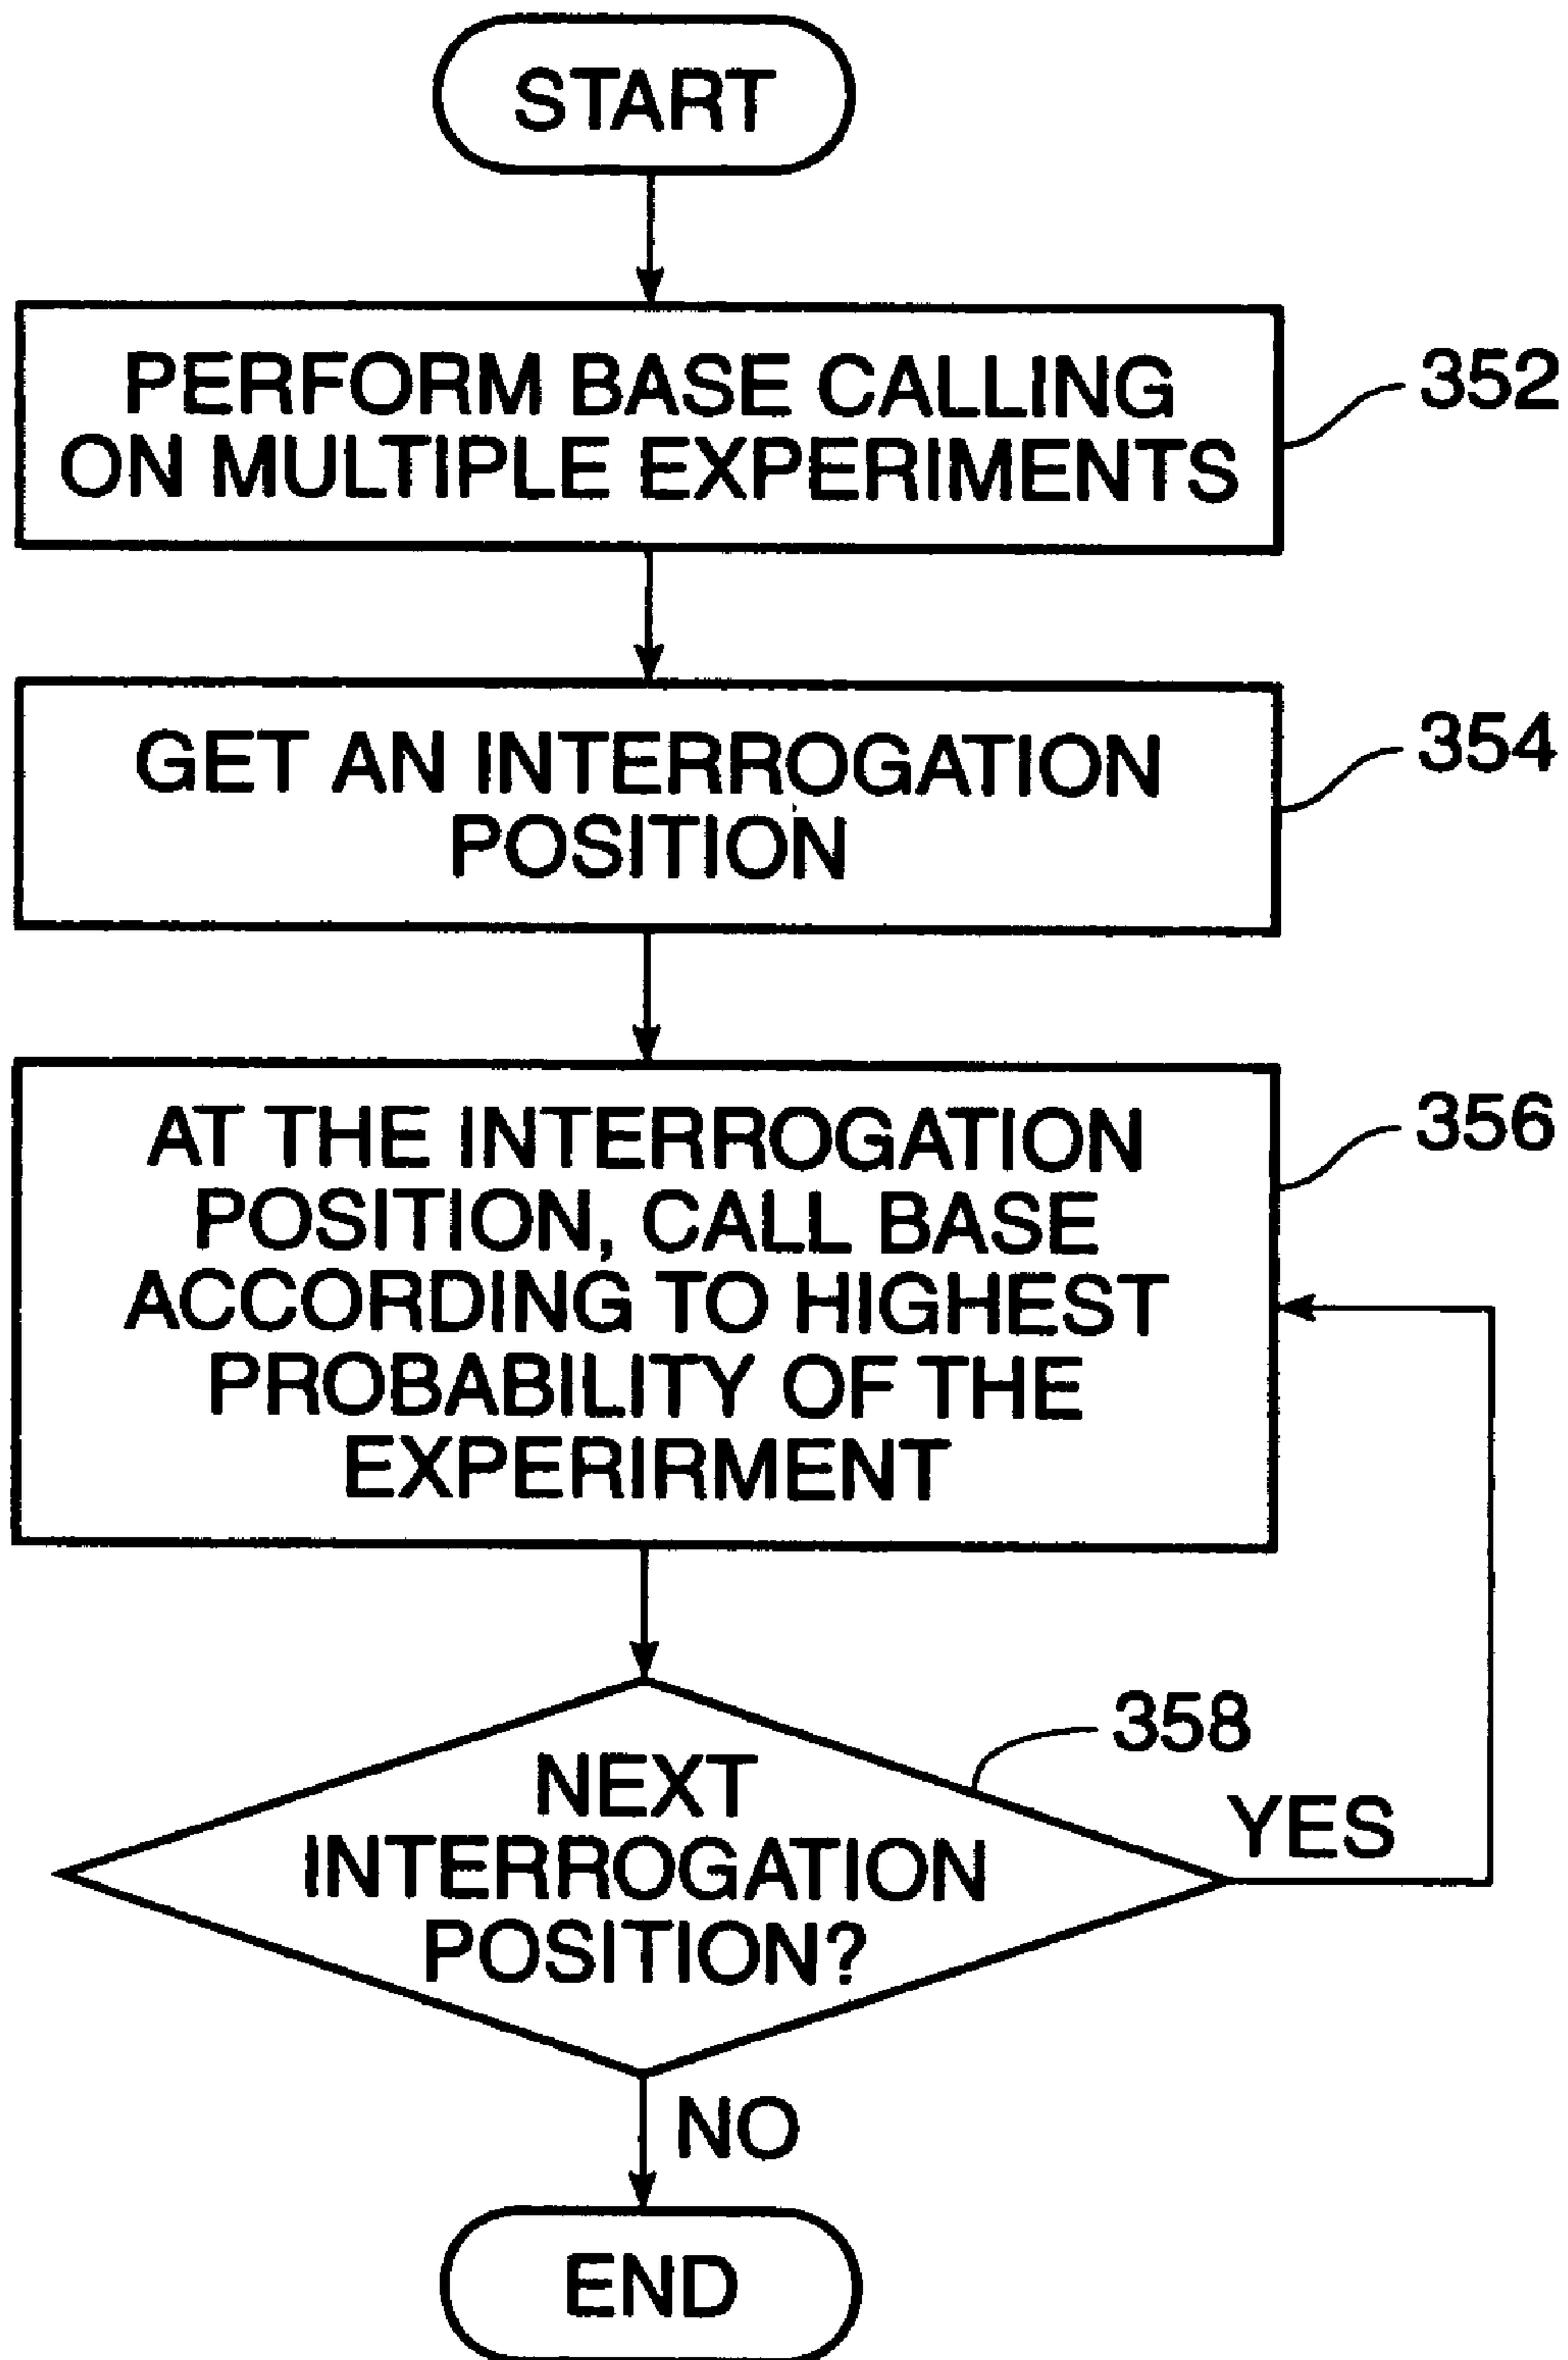 START
PERFORM BASE CALLING
ON MULTIPLE EXPERIMENTS
352
GET AN INTERROGATION
POSITION
354
AT THE INTERROGATION
POSITION, CALL BASE
ACCORDING TO HIGHEST
PROBABILITY OF THE
EXPERIRMENT
356
NEXT
INTERROGATION
POSITION?
358
YES
NO
END